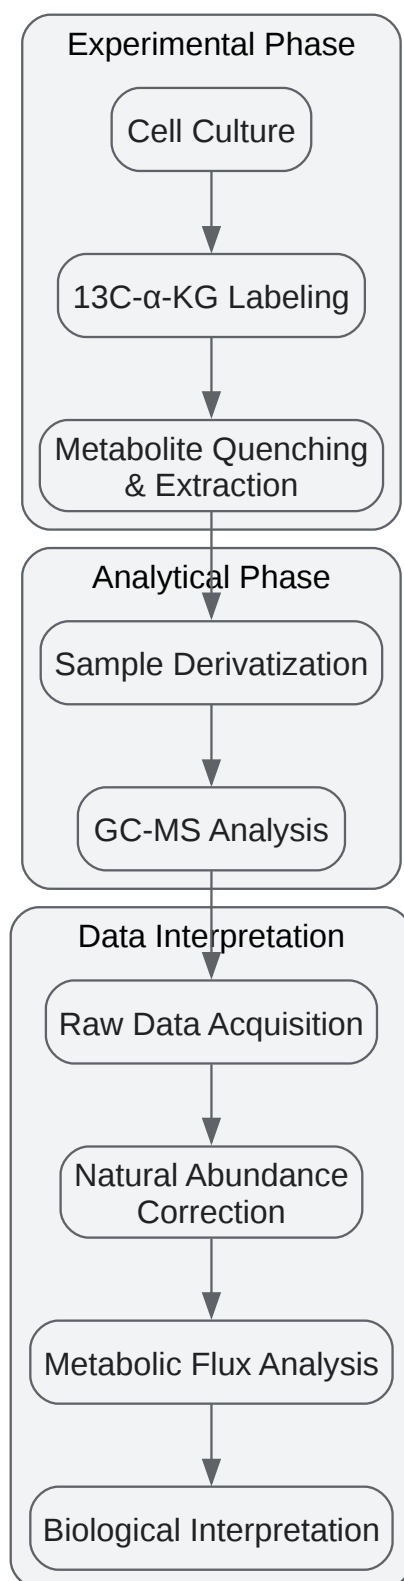 Experimental Phase
Cell Culture
13C-α-KG Labeling
Metabolite Quenching
& Extraction
Analytical Phase
Sample Derivatization
GC-MS Analysis
Data Interpretation
Raw Data Acquisition
Natural Abundance
Correction
Metabolic Flux Analysis
Biological Interpretation